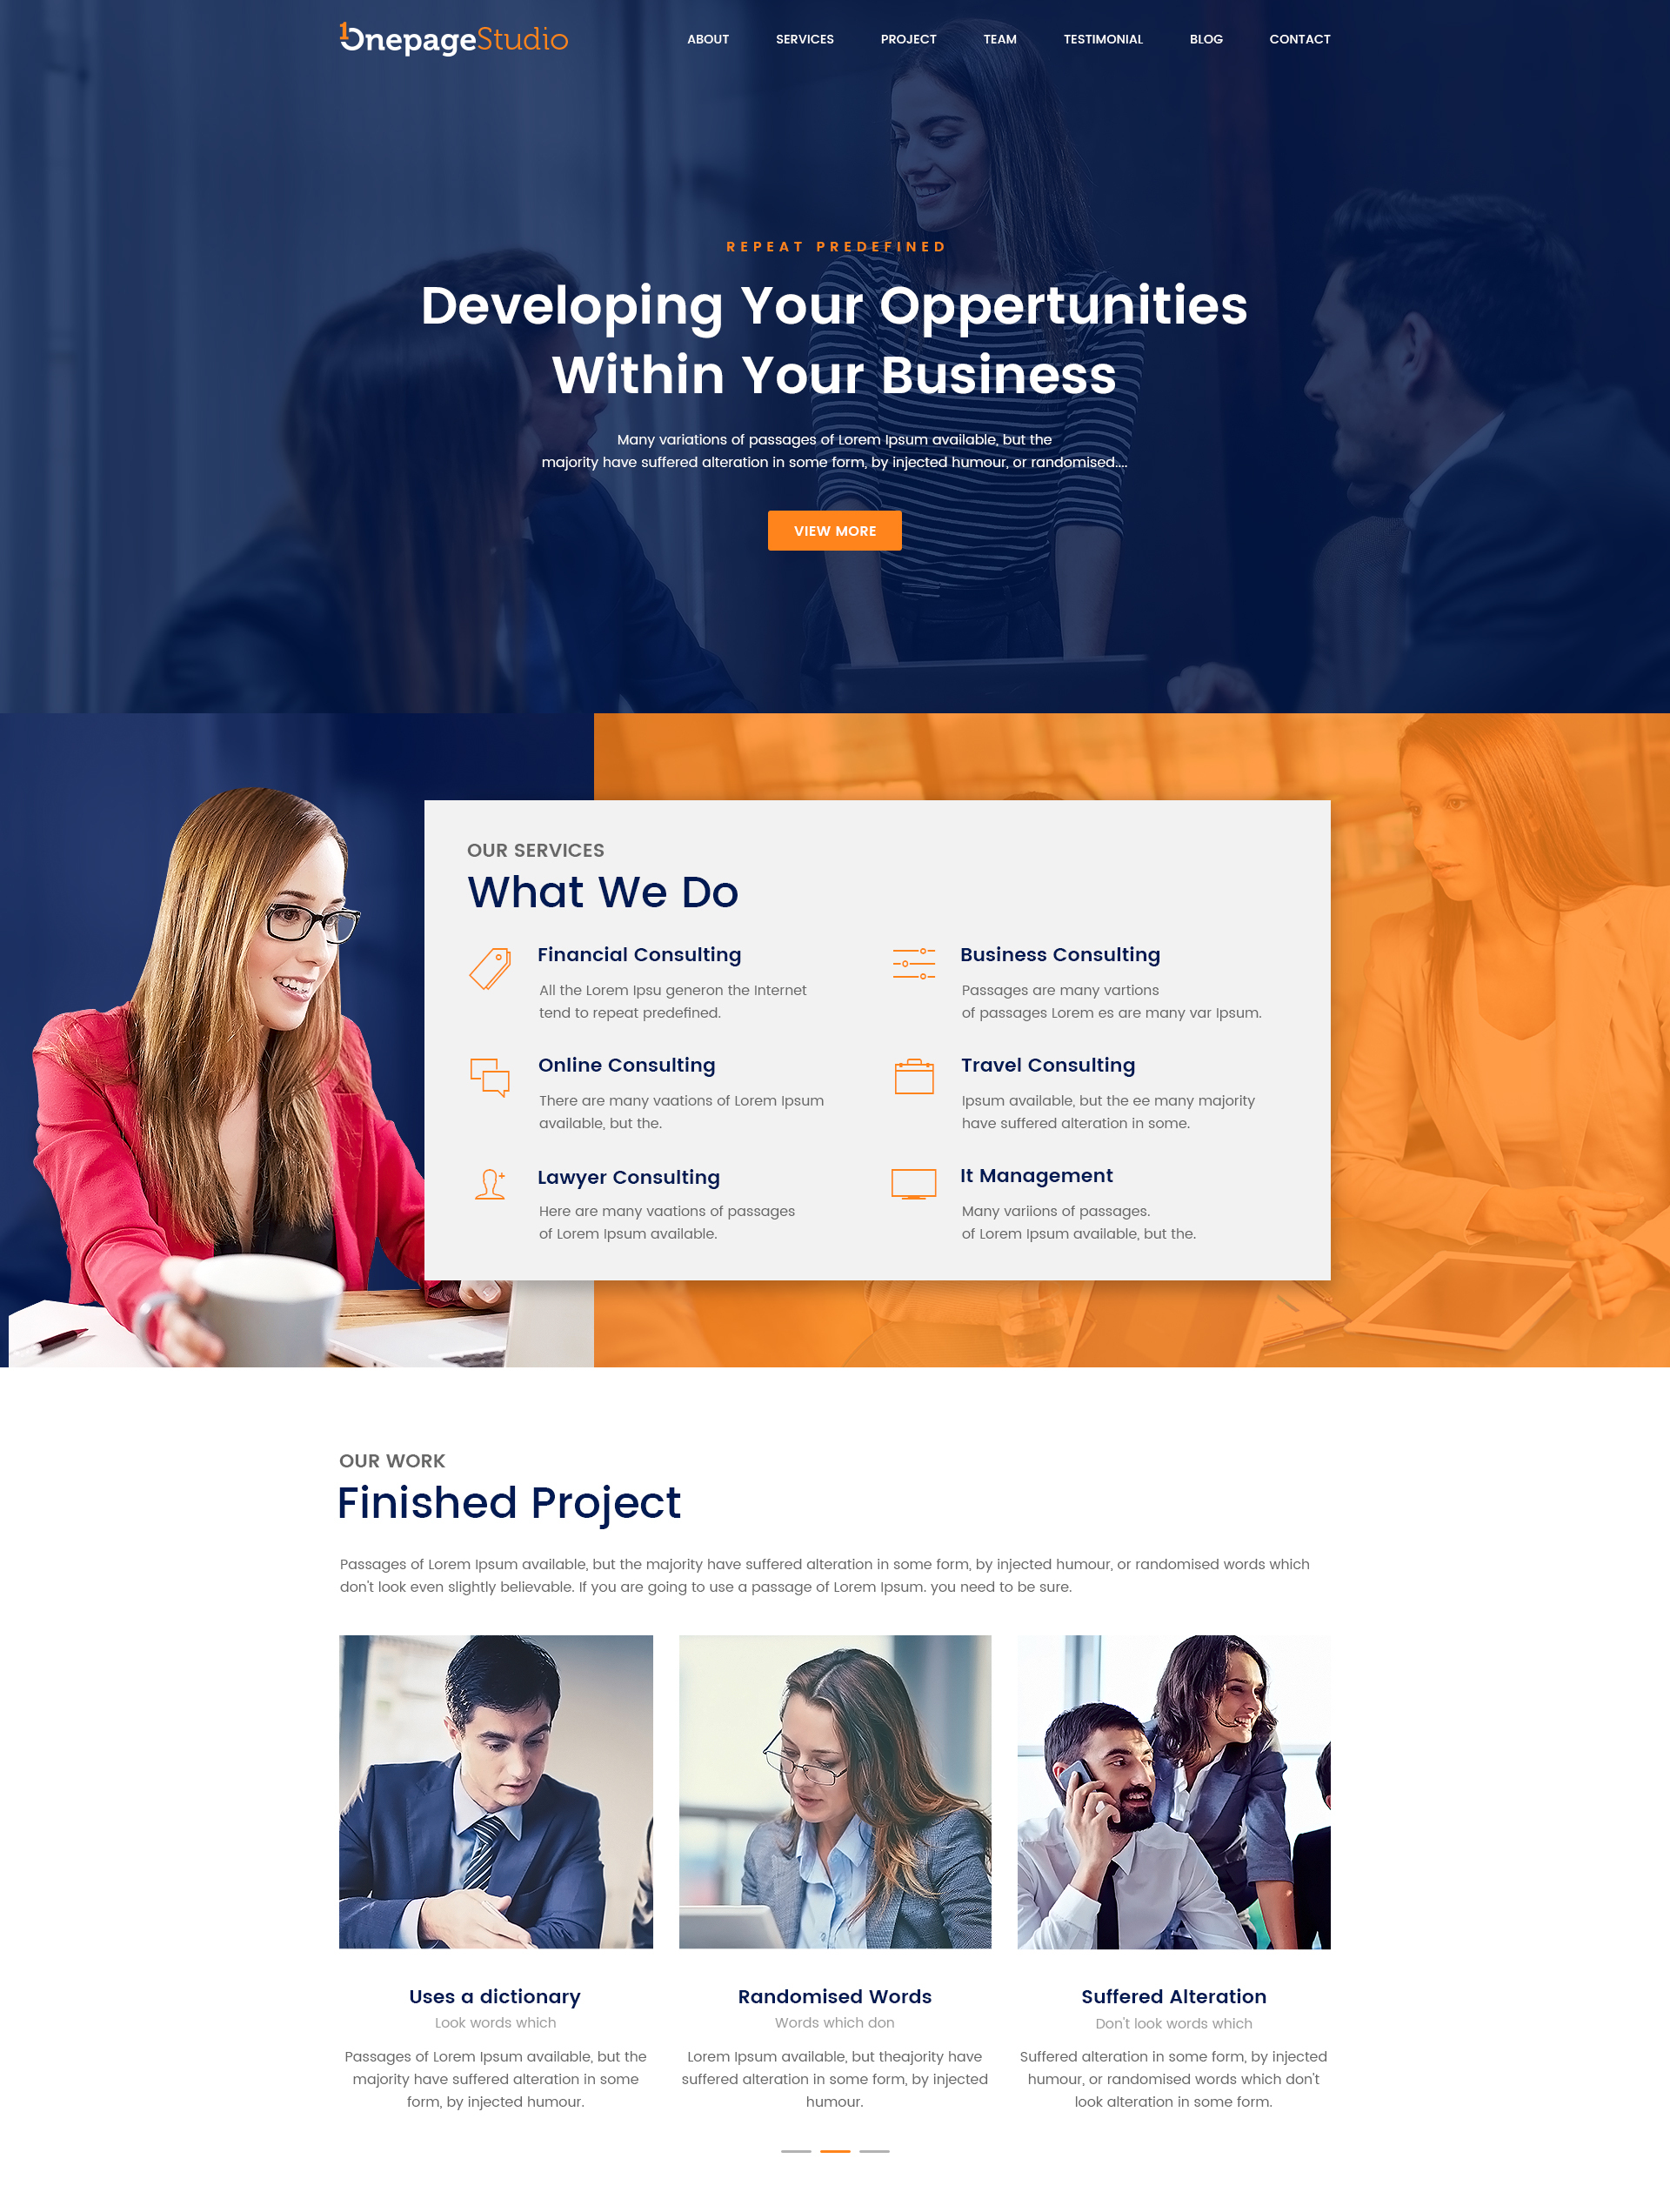 1OnepageStudio
ABOUT SERVICES PROJECT TEAM TESTIMONIAL BLOG CONTACT
REPEAT PREDEFINED
Developing Your Oppertunities
Within Your Business
Many variations of passages of Lorem Ipsum available, but the
majority have suffered alteration in some form, by injected humour, or randomised....
VIEW MORE
OUR SERVICES
What We Do
Financial Consulting
All the Lorem Ipsu generon the Internet
tend to repeat predefined.
Business Consulting
Passages are many vartions
of passages Lorem es are many var Ipsum.
Online Consulting
There are many vaations of Lorem Ipsum
available, but the.
Travel Consulting
Ipsum available, but the ee many majority
have suffered alteration in some.
Lawyer Consulting
Here are many vaations of passages
of Lorem Ipsum available.
It Management
Many variions of passages.
of Lorem Ipsum available, but the.
OUR WORK
Finished Project
Passages of Lorem Ipsum available, but the majority have suffered alteration in some form, by injected humour, or randomised words which
don't look even slightly believable. If you are going to use a passage of Lorem Ipsum. you need to be sure.
Uses a dictionary
Look words which
Passages of Lorem Ipsum available, but the
majority have suffered alteration in some
form, by injected humour.
Randomised Words
Words which don
Lorem Ipsum available, but theajority have
suffered alteration in some form, by injected
humour.
Suffered Alteration
Don't look words which
Suffered alteration in some form, by injected
humour, or randomised words which don't
look alteration in some form.